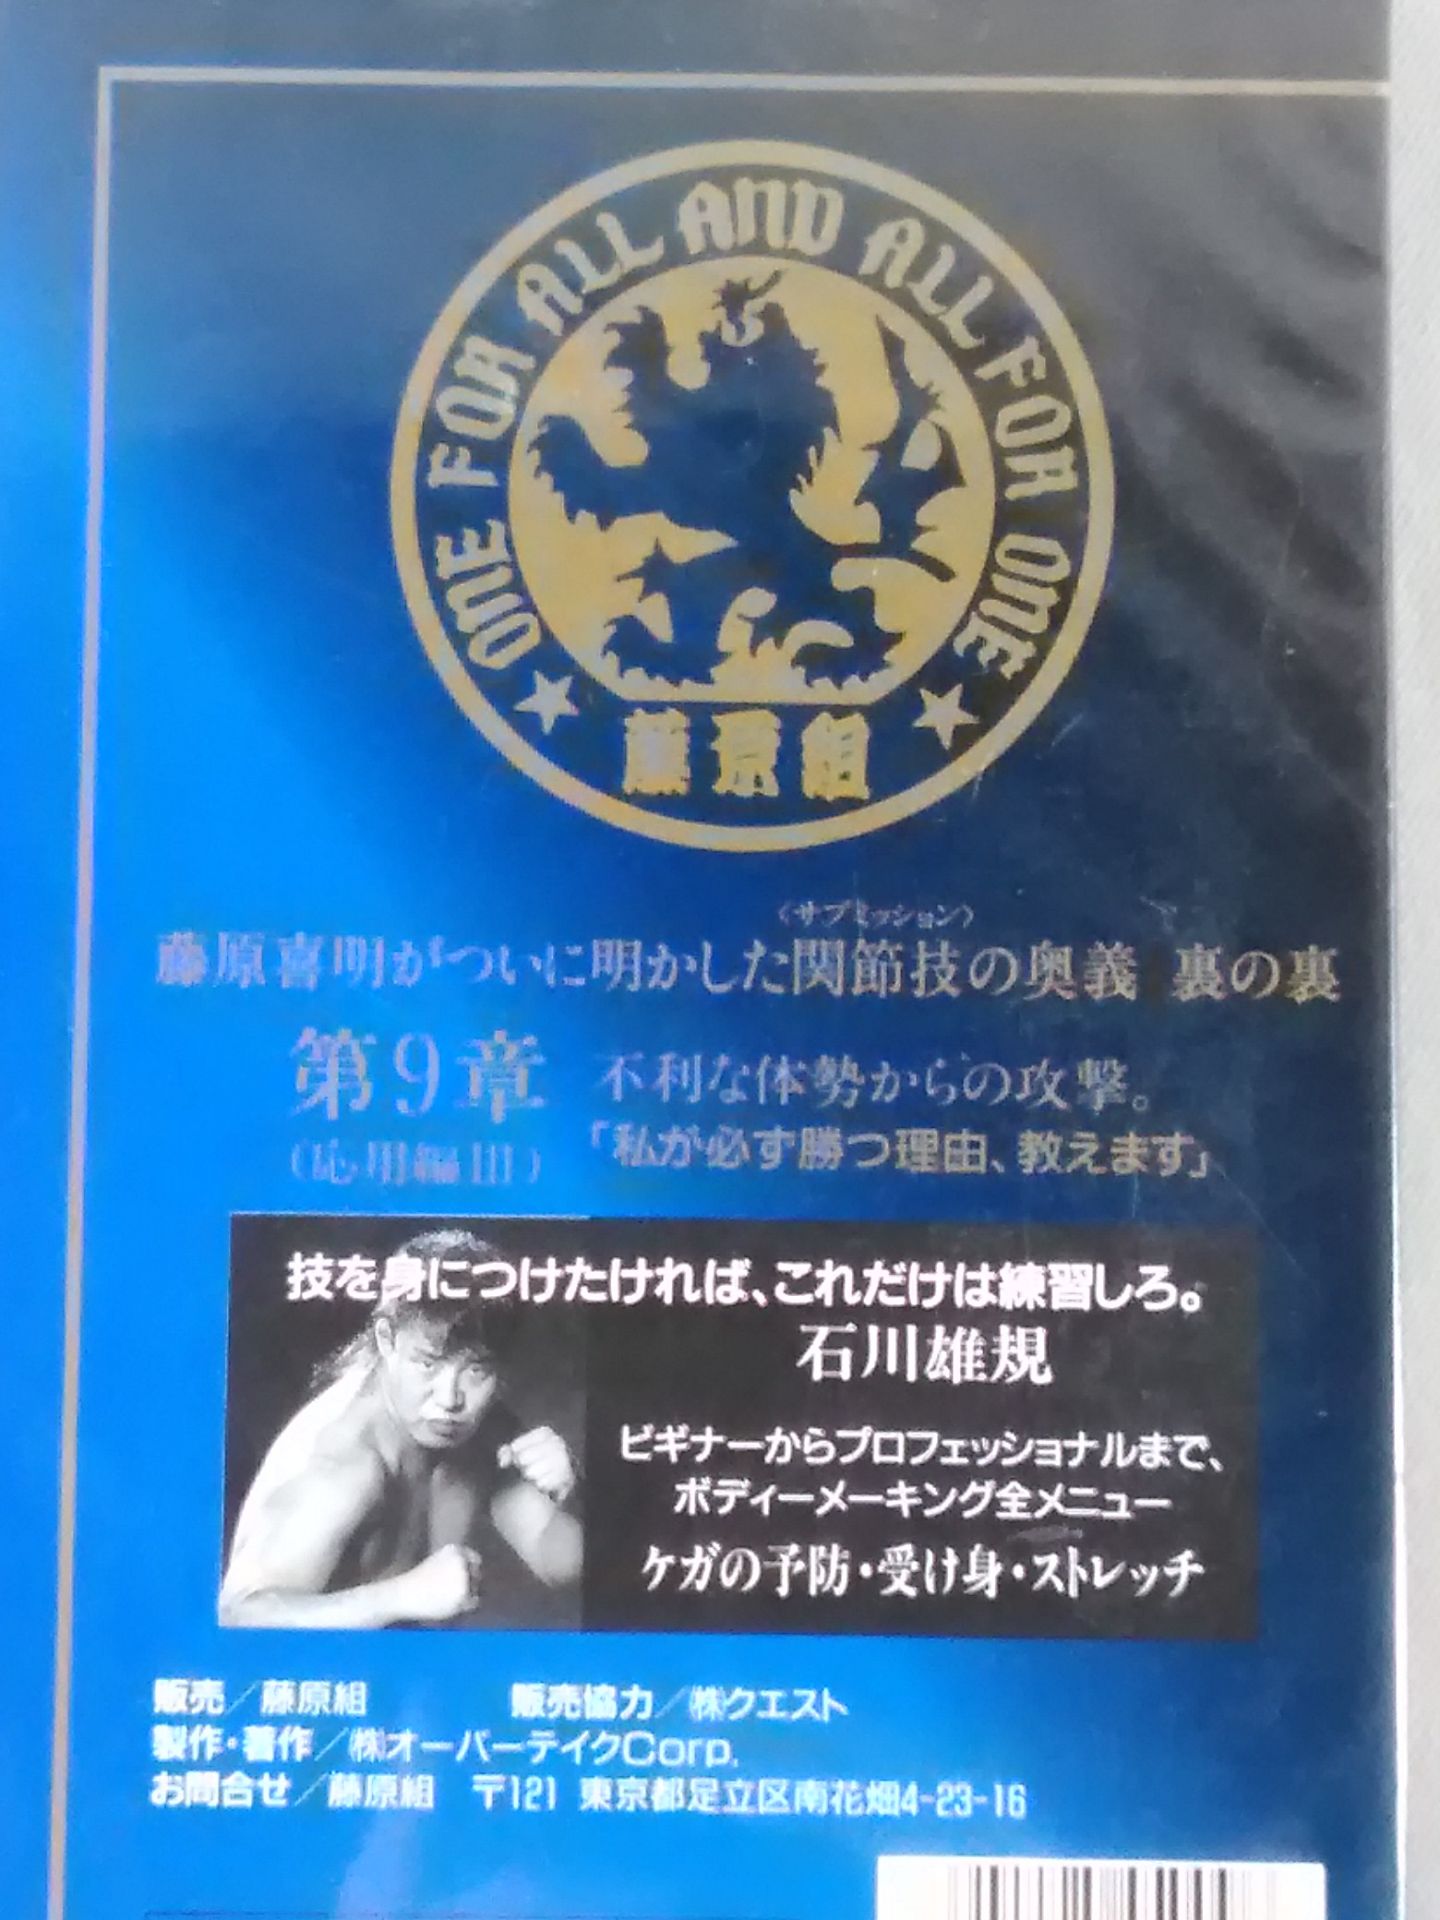 ONE FOR ALL AND ALL FOR ONE
藤原組
〈サブミッション〉
藤原喜明がついに明かした関節技の奥義 裏の裏
第9章 不利な体勢からの攻撃。
(応用編III) 「私が必ず勝つ理由、教えます」
技を身につけたければ、これだけは練習しろ。
石川雄規
ビギナーからプロフェッショナルまで、
ボディーメーキング全メニュー
ケガの予防・受け身・ストレッチ
販売／藤原組 販売協力／㈱クエスト
製作・著作／㈱オーバーテイクCorp.
お問合せ／藤原組 〒121 東京都足立区南花畑4-23-16